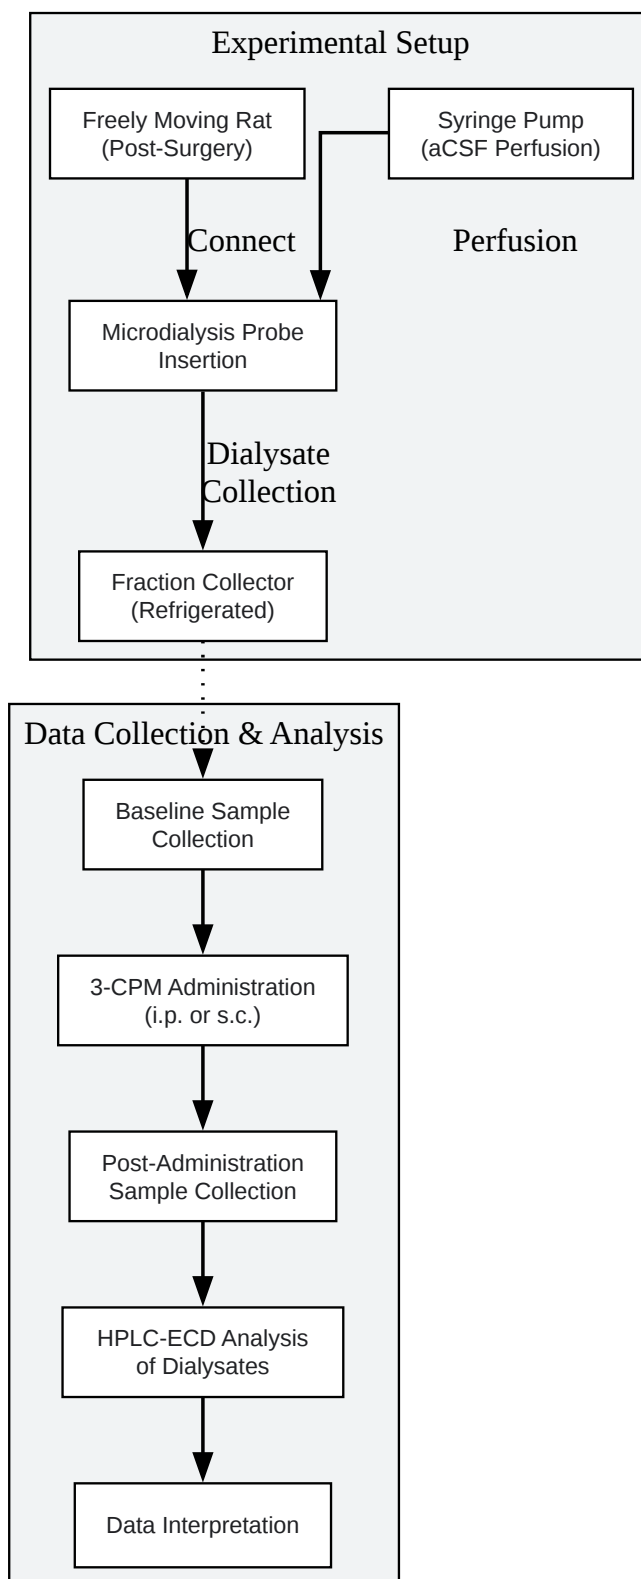 Experimental Setup
Freely Moving Rat
(Post-Surgery)
Syringe Pump
(aCSF Perfusion)
Connect
Perfusion
Microdialysis Probe
Insertion
Dialysate
Collection
Fraction Collector
(Refrigerated)
Data Collection & Analysis
Baseline Sample
Collection
3-CPM Administration
(i.p. or s.c.)
Post-Administration
Sample Collection
HPLC-ECD Analysis
of Dialysates
Data Interpretation